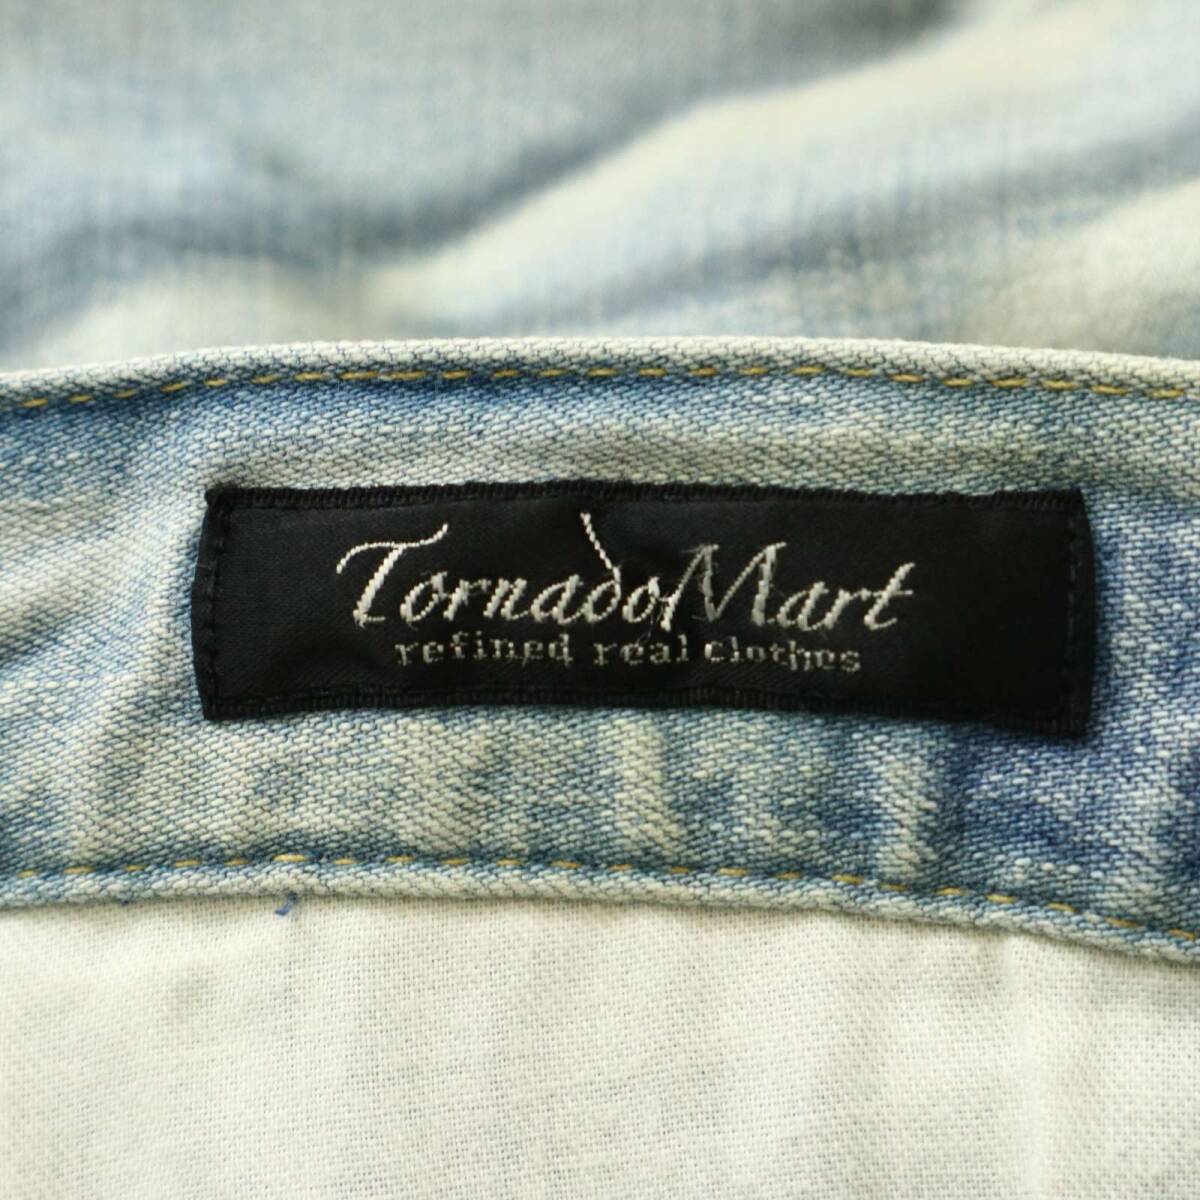 TornadoMart
refined real clothes